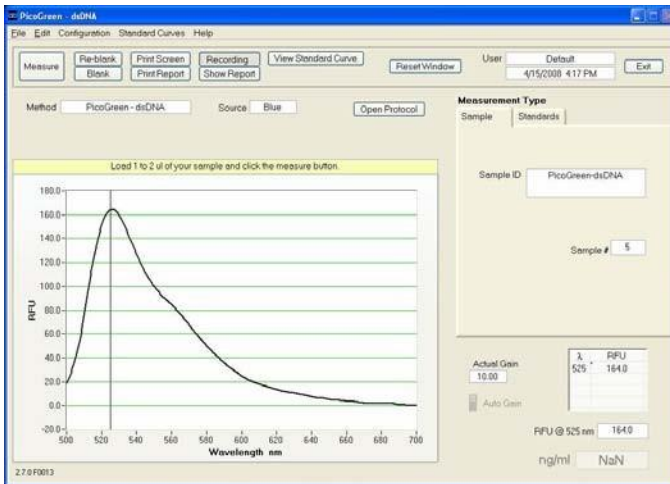 PicoGreen - dsDNA
File Edit Configuration Standard Curves Help
Measure
Re-blank Print Screen Recording View Standard Curve
Blank Print Report Show Report
Reset Window
User Default
4/15/2008 4:17 PM
Exit
Method PicoGreen - dsDNA Source Blue Open Protocol
Measurement Type
Sample Standards
Load 1 to 2 ul of your sample and click the measure button.
Sample ID PicoGreen-dsDNA
Sample # 5
RFU
180.0
160.0
140.0
120.0
100.0
80.0
60.0
40.0
20.0
0.0
-20.0
500 520 540 560 580 600 620 640 660 680 700
Wavelength nm
Actual Gain
10.00
Auto Gain
λ RFU
525 164.0
RFU @ 525 nm 164.0
ng/ml NaN
2.7.0 F0013